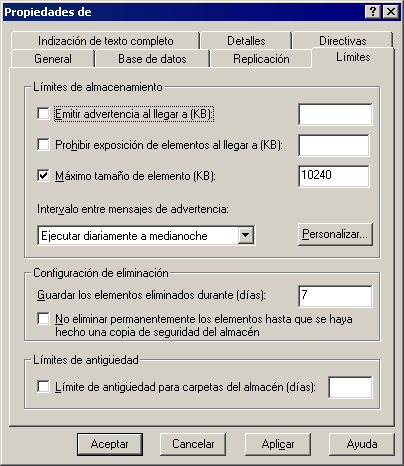 Propiedades de
Indización de texto completo
Detalles
Directivas
General
Base de datos
Replicación
Límites
Límites de almacenamiento
Emitir advertencia al llegar a (KB):
Prohibir exposición de elementos al llegar a (KB):
Máximo tamaño de elemento (KB):
10240
Intervalo entre mensajes de advertencia:
Ejecutar diariamente a medianoche
Personalizar...
Configuración de eliminación
Guardar los elementos eliminados durante (días):
7
No eliminar permanentemente los elementos hasta que se haya
hecho una copia de seguridad del almacén
Límites de antigüedad
Límite de antigüedad para carpetas del almacén (días):
Aceptar
Cancelar
Aplicar
Ayuda